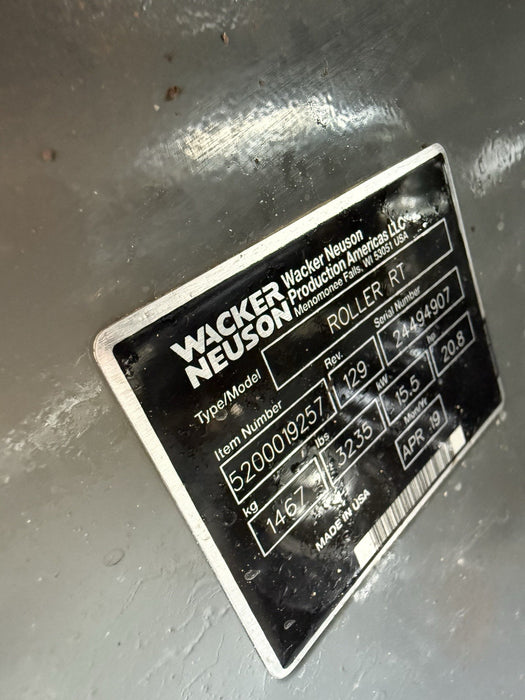 WACKER
NEUSON
Wacker Neuson
Production Americas LLC
Menomonee Falls, WI 53051 USA
Type/Model ROLLER RT
Item Number Rev. Serial Number
5200019257 129 24494907
kg lbs kW hp
1467 3235 15.5 20.8
Mon/Yr
APR 19
MADE IN USA